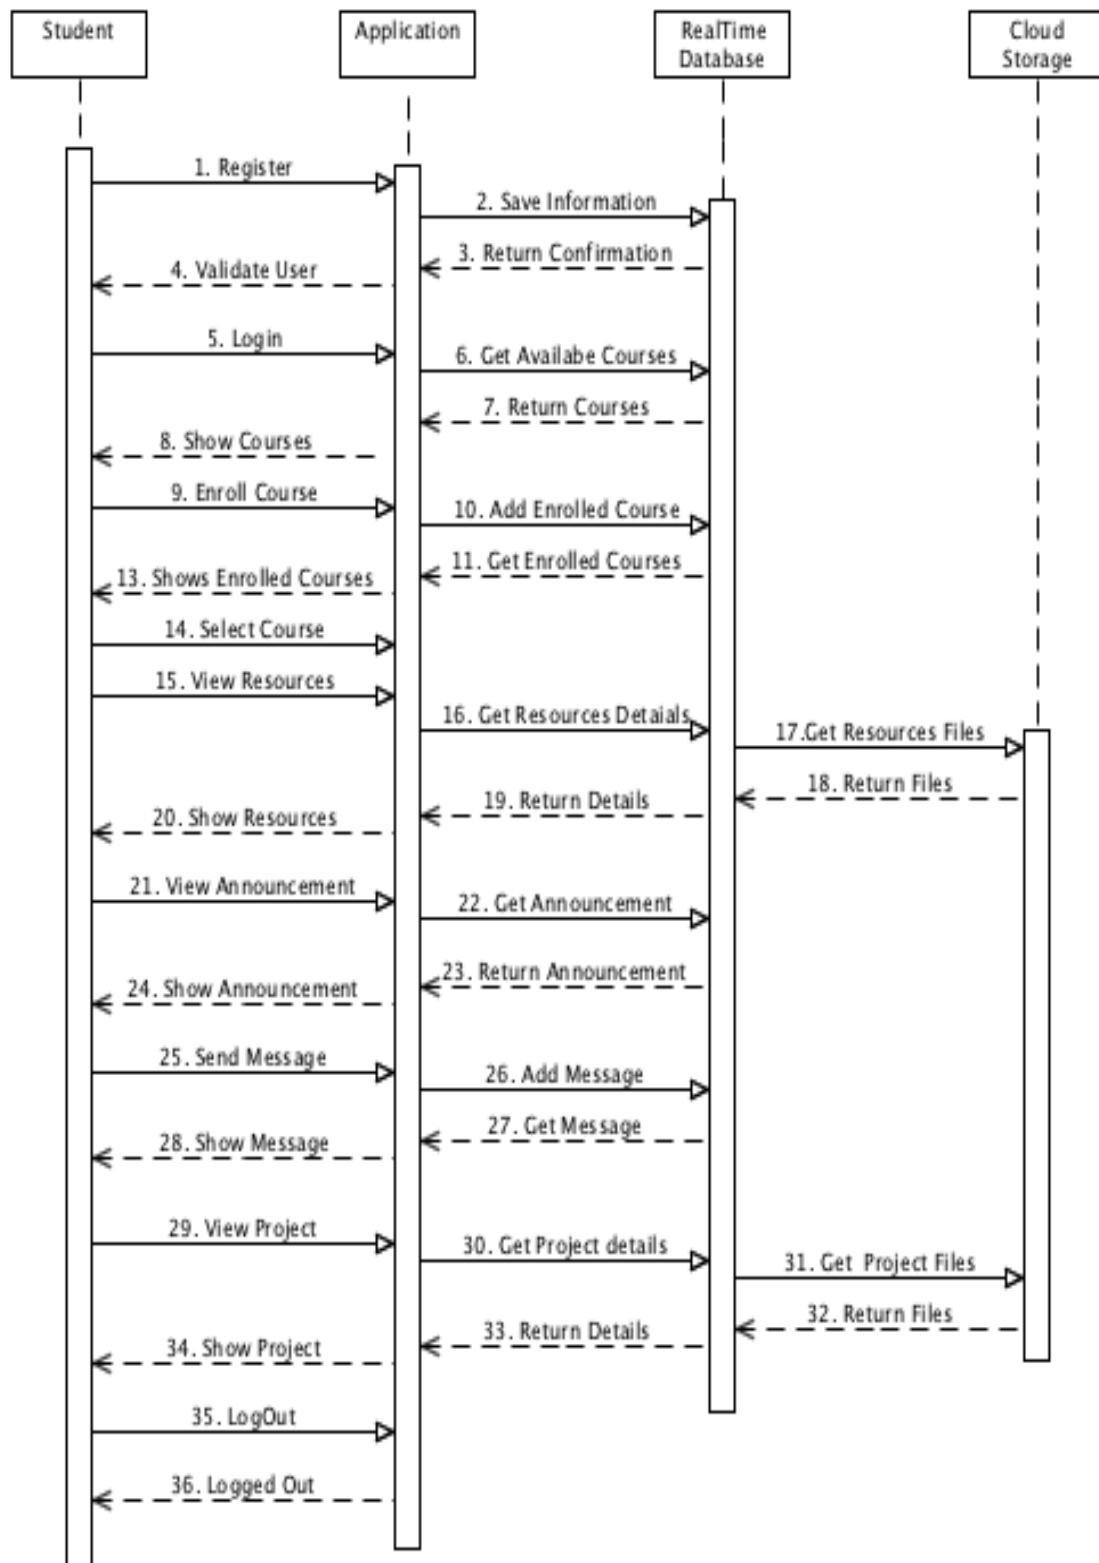 Student
Application
RealTime
Database
Cloud
Storage
1. Register
2. Save Information
3. Return Confirmation
4. Validate User
5. Login
6. Get Availabe Courses
7. Return Courses
8. Show Courses
9. Enroll Course
10. Add Enrolled Course
11. Get Enrolled Courses
13. Shows Enrolled Courses
14. Select Course
15. View Resources
16. Get Resources Detaials
17.Get Resources Files
18. Return Files
19. Return Details
20. Show Resources
21. View Announcement
22. Get Announcement
23. Return Announcement
24. Show Announcement
25. Send Message
26. Add Message
27. Get Message
28. Show Message
29. View Project
30. Get Project details
31. Get Project Files
32. Return Files
33. Return Details
34. Show Project
35. LogOut
36. Logged Out